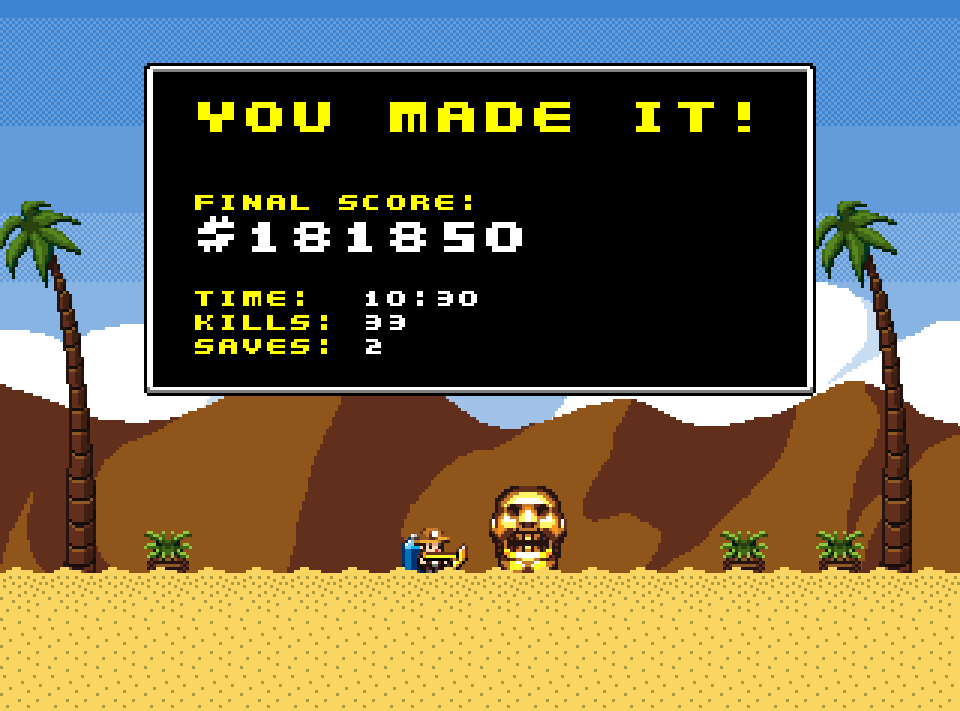 YOU MADE IT!
FINAL SCORE:
#181850
TIME: 10:30
KILLS: 33
SAVES: 2